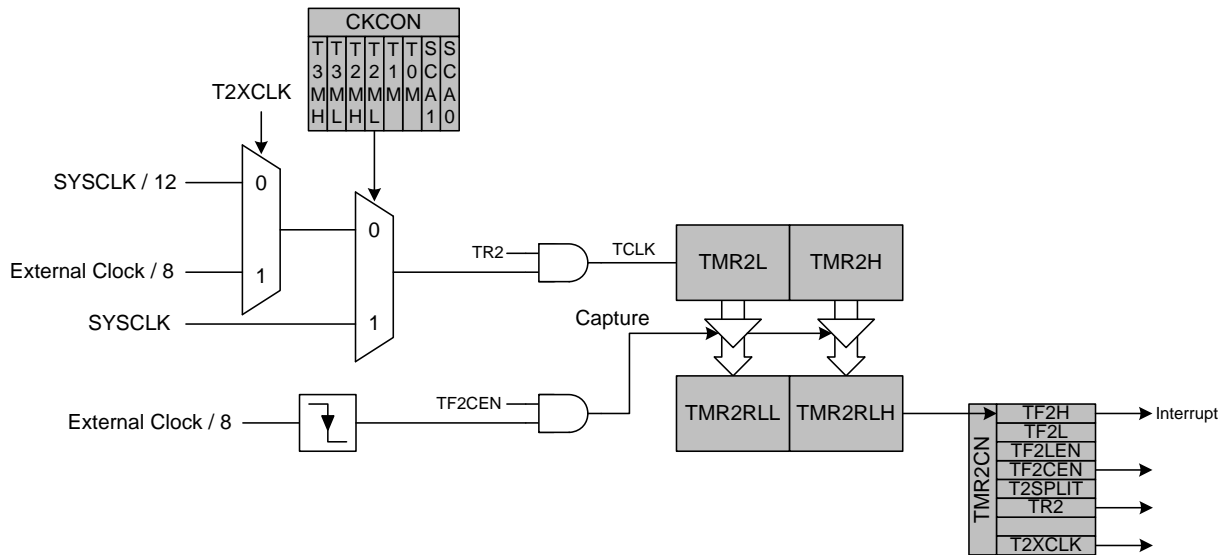 CKCON
T3MH
T3ML
T2MH
T2ML
T1M
T0M
SCA1
SCA0
T2XCLK
SYSCLK / 12
0
External Clock / 8
1
0
SYSCLK
1
TR2
TCLK
TMR2L
TMR2H
Capture
External Clock / 8
TF2CEN
TMR2RLL
TMR2RLH
TMR2CN
TF2H
Interrupt
TF2L
TF2LEN
TF2CEN
T2SPLIT
TR2
T2XCLK